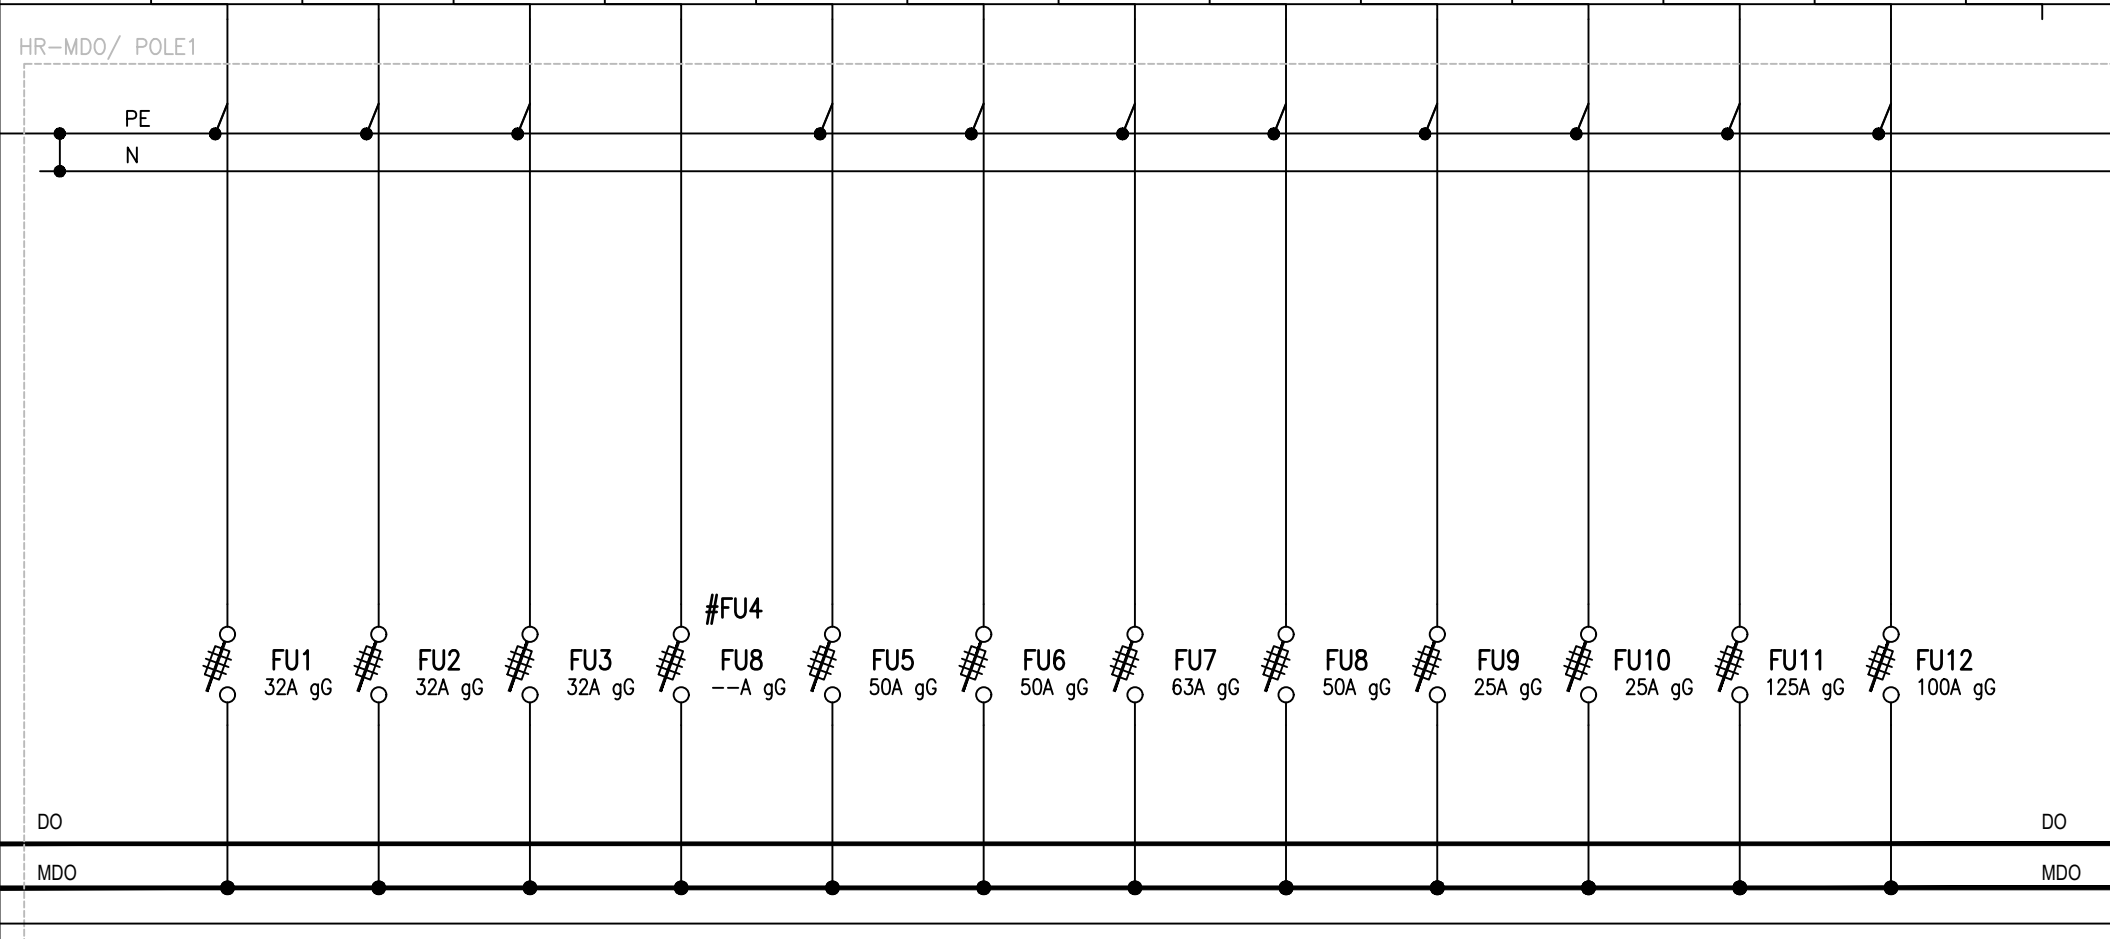 HR-MDO/ POLE1
PE
N
#FU4
FU1
32A gG
FU2
32A gG
FU3
32A gG
FU8
--A gG
FU5
50A gG
FU6
50A gG
FU7
63A gG
FU8
50A gG
FU9
25A gG
FU10
25A gG
FU11
125A gG
FU12
100A gG
DO
DO
MDO
MDO